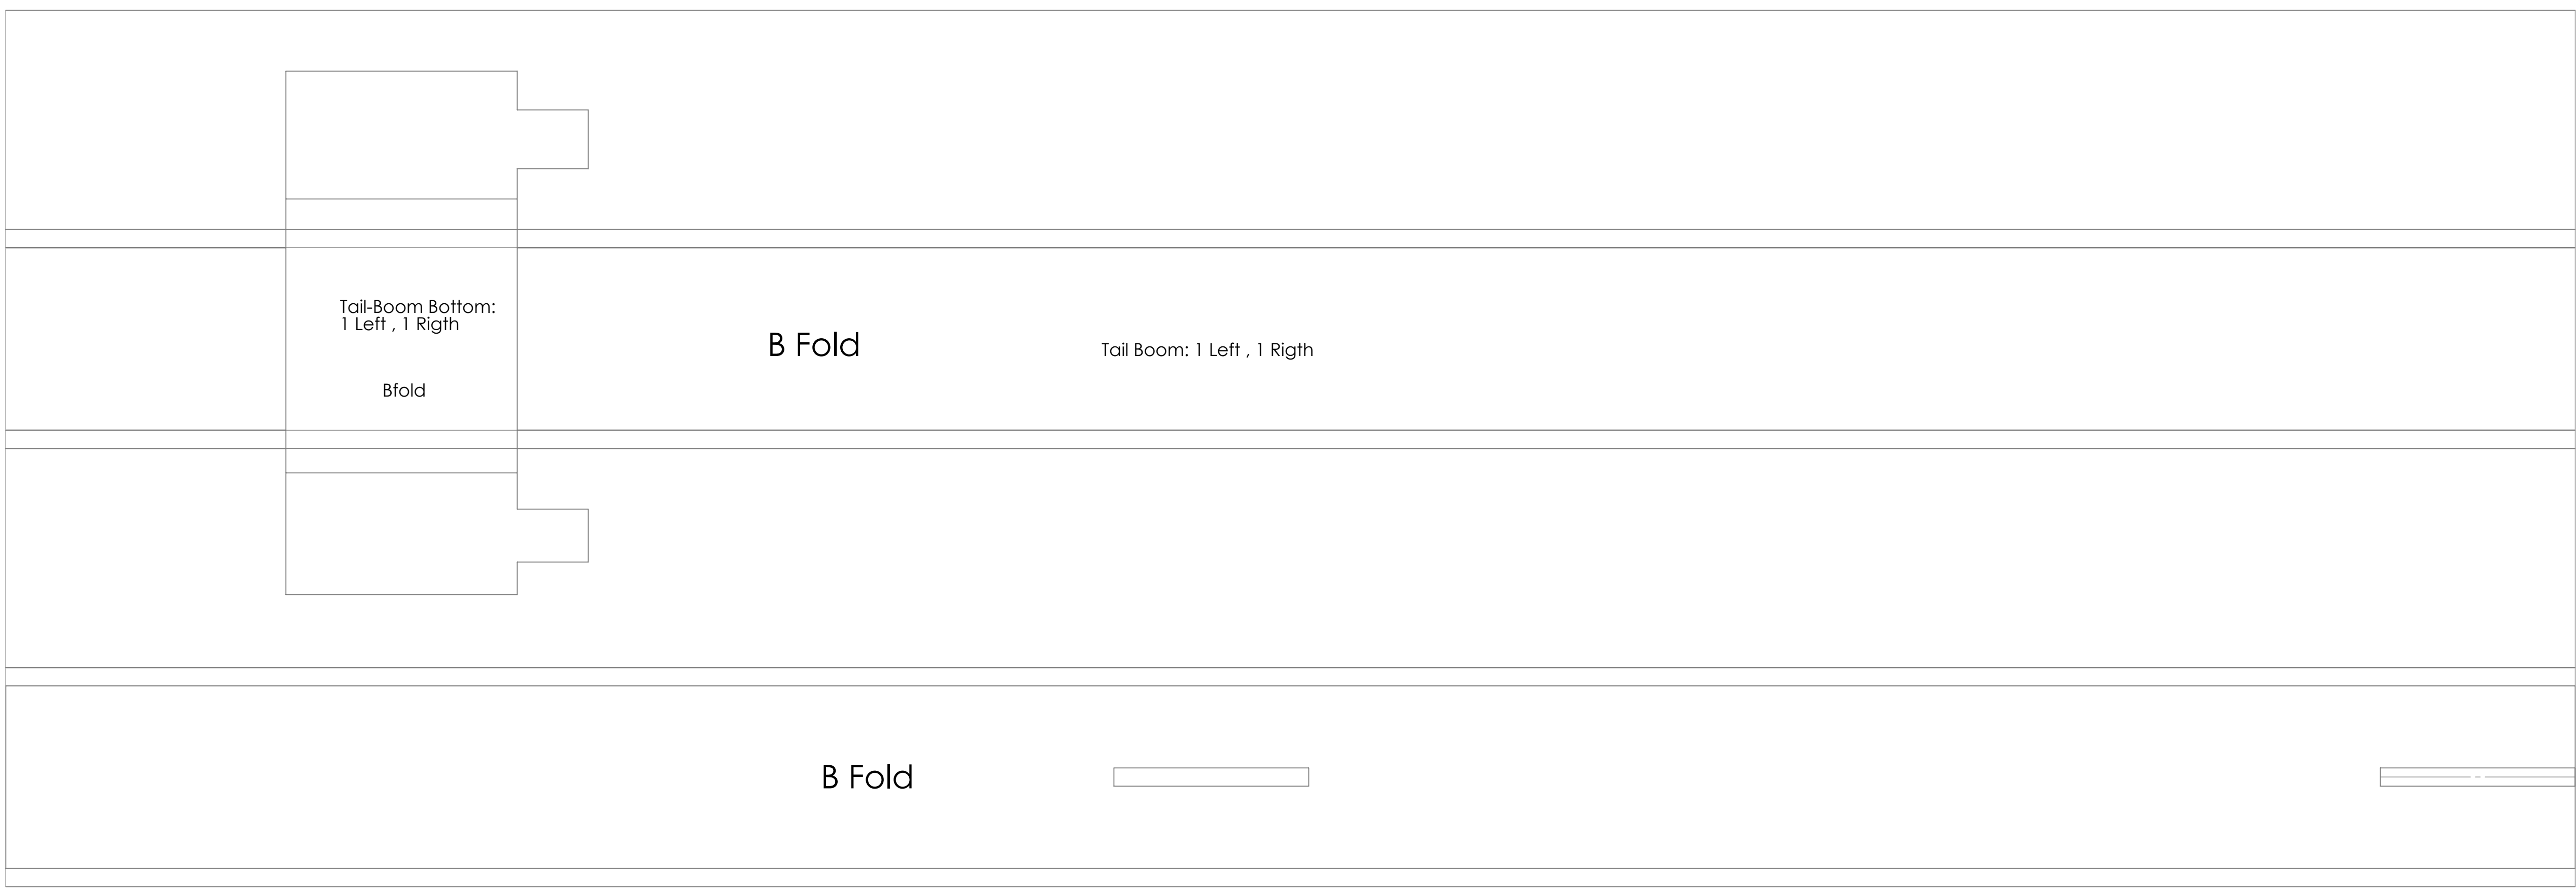 Tail-Boom Bottom:
1 Left , 1 Rigth
B Fold
Tail Boom: 1 Left , 1 Rigth
Bfold
B Fold